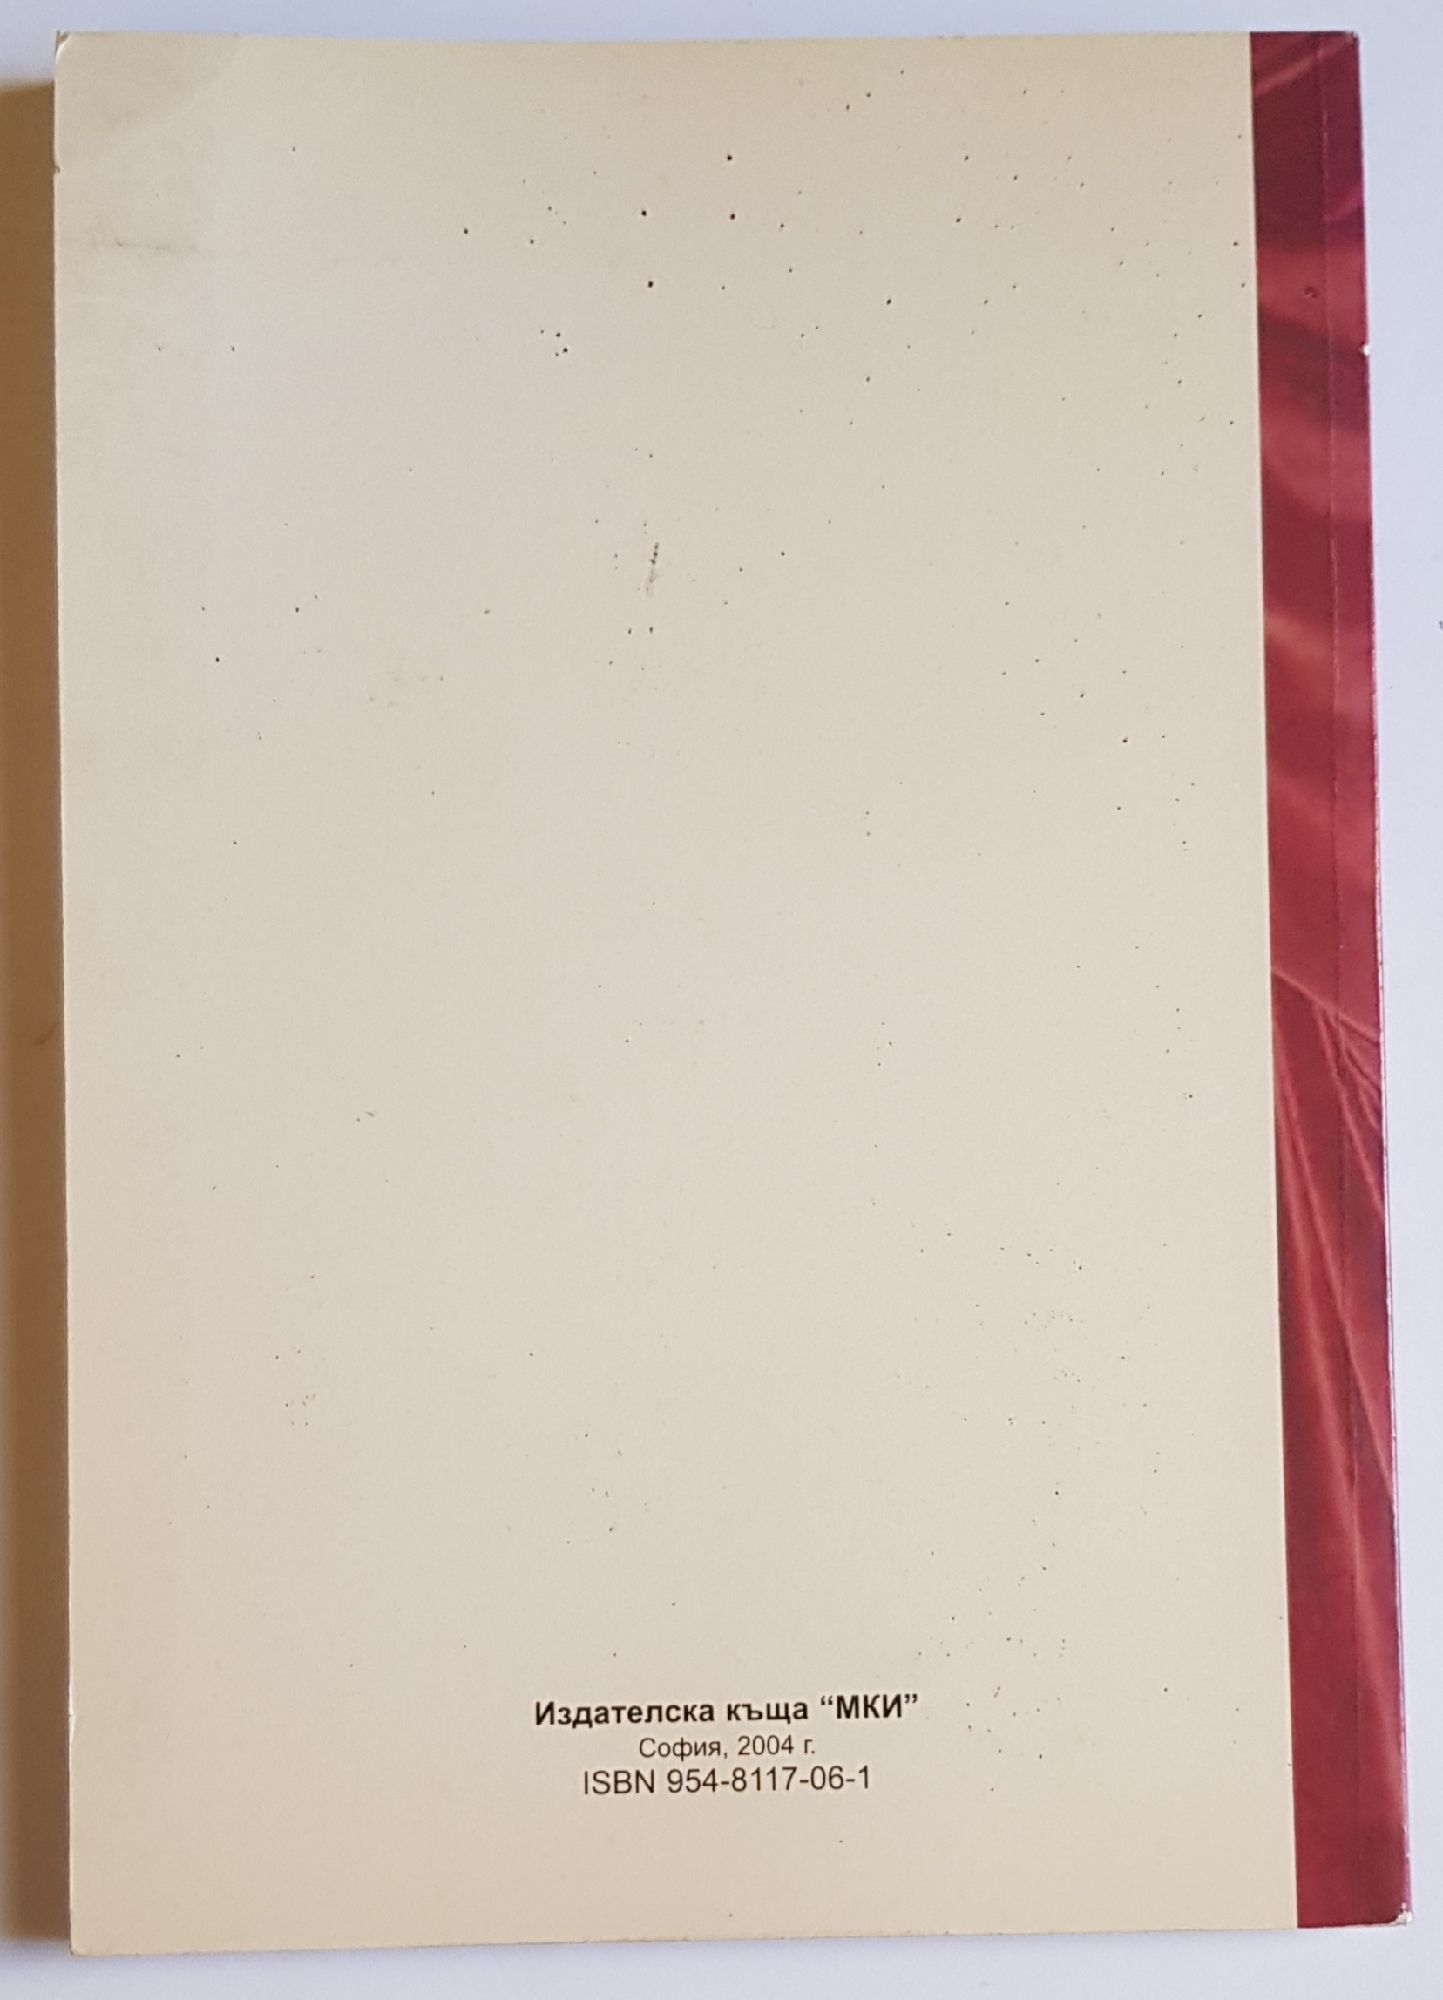 Издателска къща “МКИ”
София, 2004 г.
ISBN 954-8117-06-1